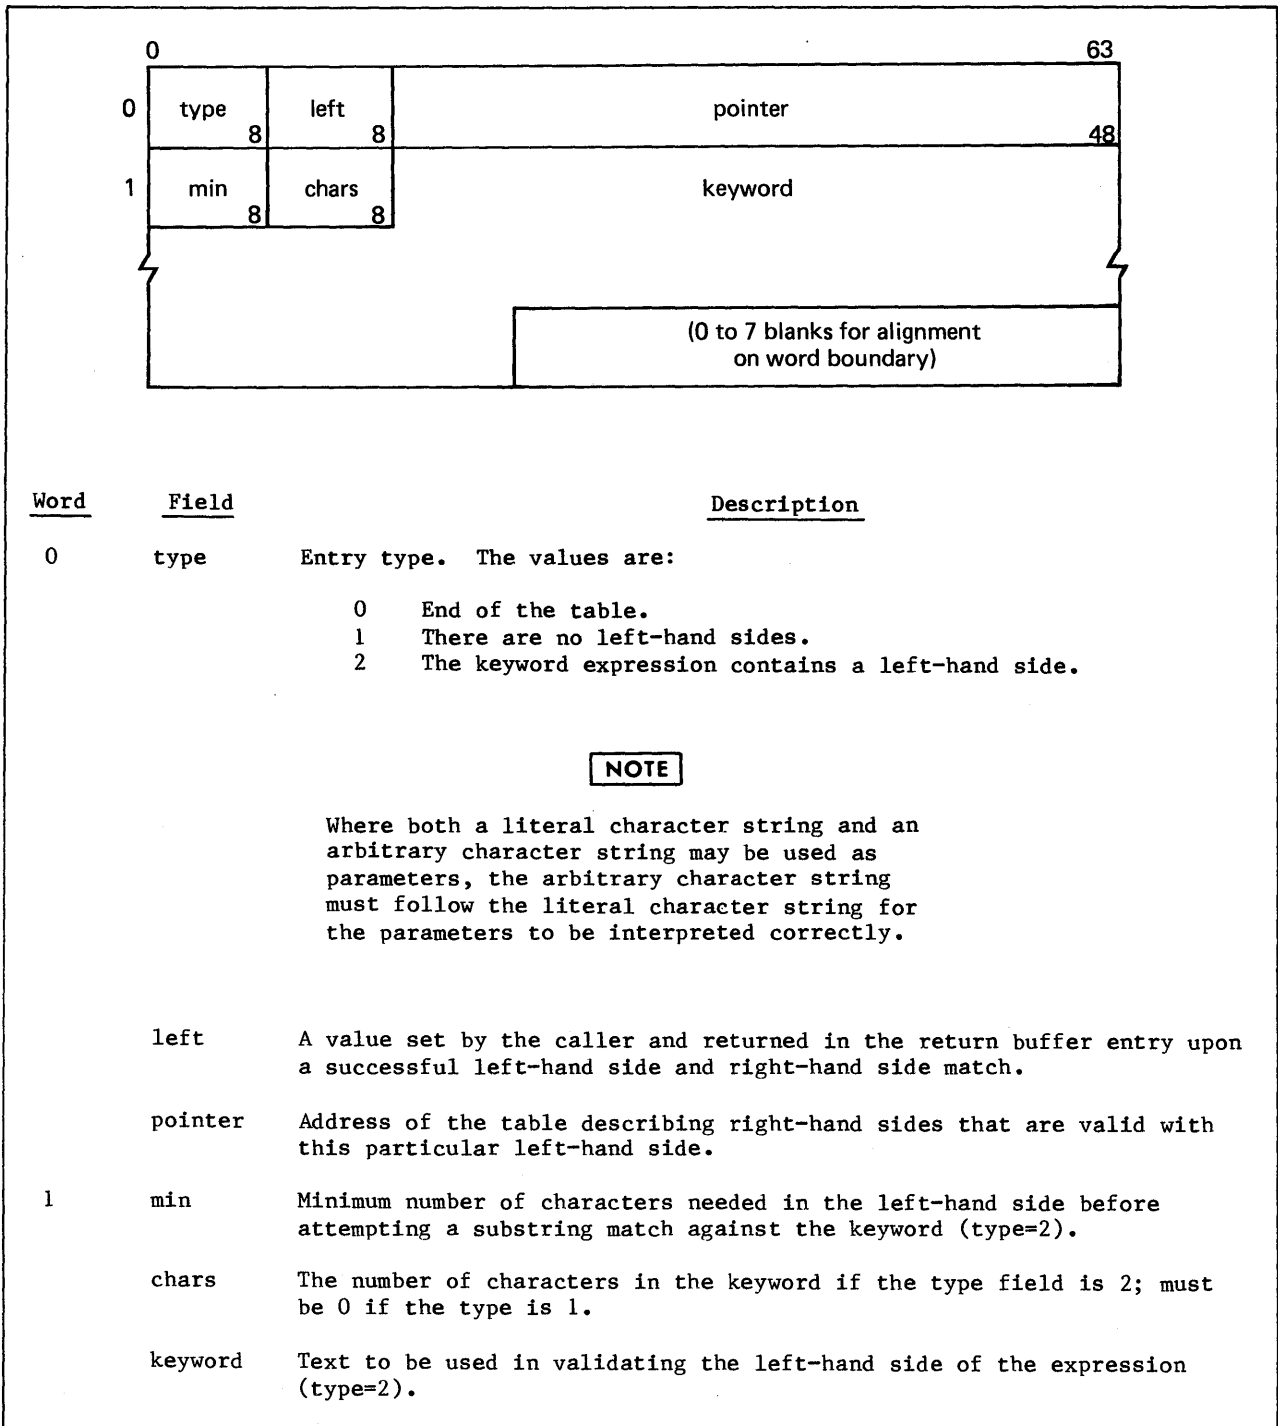 0 63
0 type left pointer
8 8 48
1 min chars keyword
8 8
(0 to 7 blanks for alignment
on word boundary)
Word Field Description
0 type Entry type. The values are:
0 End of the table.
1 There are no left-hand sides.
2 The keyword expression contains a left-hand side.
NOTE
Where both a literal character string and an
arbitrary character string may be used as
parameters, the arbitrary character string
must follow the literal character string for
the parameters to be interpreted correctly.
left A value set by the caller and returned in the return buffer entry upon
a successful left-hand side and right-hand side match.
pointer Address of the table describing right-hand sides that are valid with
this particular left-hand side.
1 min Minimum number of characters needed in the left-hand side before
attempting a substring match against the keyword (type=2).
chars The number of characters in the keyword if the type field is 2; must
be 0 if the type is 1.
keyword Text to be used in validating the left-hand side of the expression
(type=2).